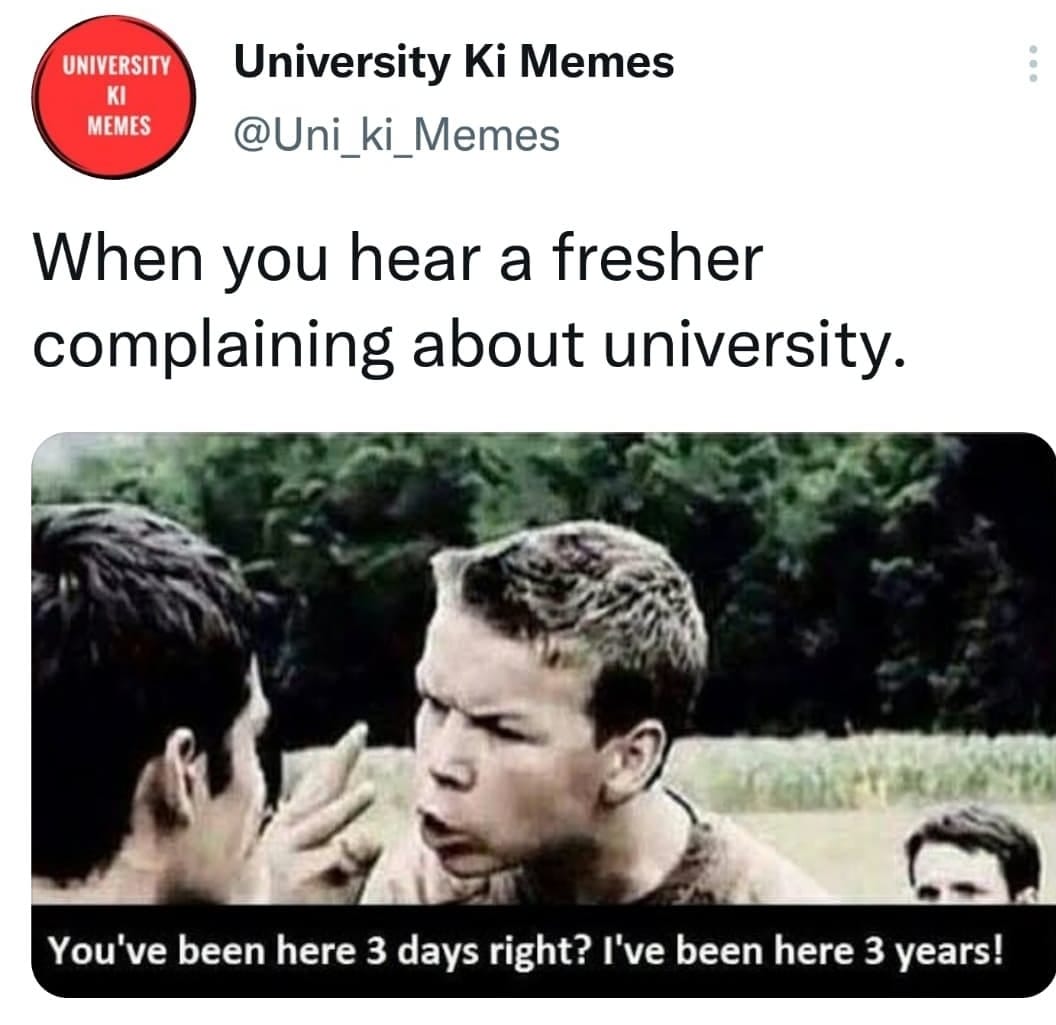 UNIVERSITY
KI
MEMES
University Ki Memes
@Uni_ki_Memes
When you hear a fresher
complaining about university.
You've been here 3 days right? I've been here 3 years!